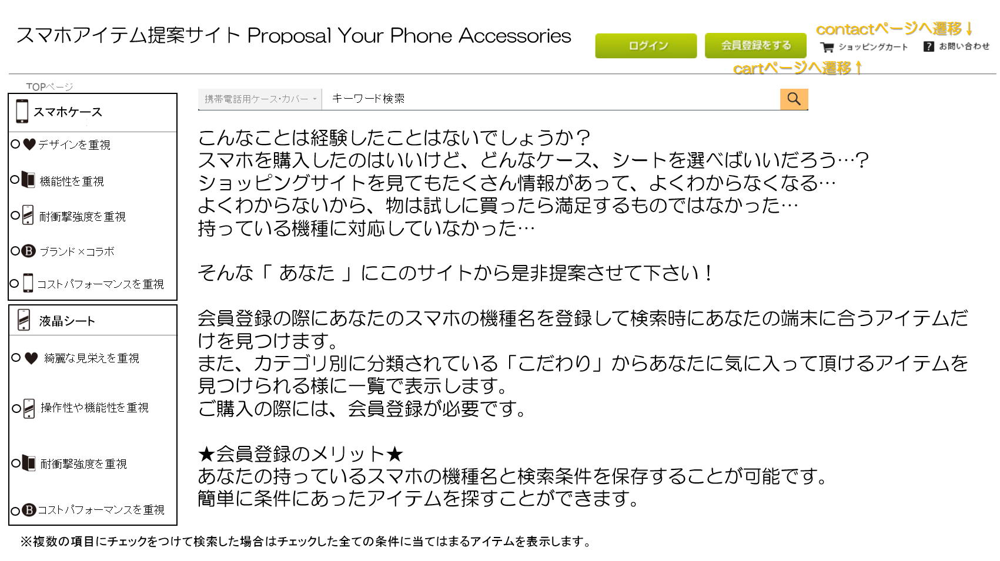 スマホアイテム提案サイト Proposal Your Phone Accessories
ログイン
会員登録をする
contactページへ遷移↓
ショッピングカート
? お問い合わせ
cartページへ遷移↑
TOPページ
スマホケース
デザインを重視
機能性を重視
耐衝撃強度を重視
B ブランド×コラボ
コストパフォーマンスを重視
液晶シート
綺麗な見栄えを重視
操作性や機能性を重視
耐衝撃強度を重視
B コストパフォーマンスを重視
携帯電話用ケース・カバー
キーワード検索
こんなことは経験したことはないでしょうか？
スマホを購入したのはいいけど、どんなケース、シートを選べばいいだろう…？
ショッピングサイトを見てもたくさん情報があって、よくわからなくなる…
よくわからないから、物は試しに買ったら満足するものではなかった…
持っている機種に対応していなかった…
そんな「 あなた 」にこのサイトから是非提案させて下さい！
会員登録の際にあなたのスマホの機種名を登録して検索時にあなたの端末に合うアイテムだ
けを見つけます。
また、カテゴリ別に分類されている「こだわり」からあなたに気に入って頂けるアイテムを
見つけられる様に一覧で表示します。
ご購入の際には、会員登録が必要です。
★会員登録のメリット★
あなたの持っているスマホの機種名と検索条件を保存することが可能です。
簡単に条件にあったアイテムを探すことができます。
※複数の項目にチェックをつけて検索した場合はチェックした全ての条件に当てはまるアイテムを表示します。